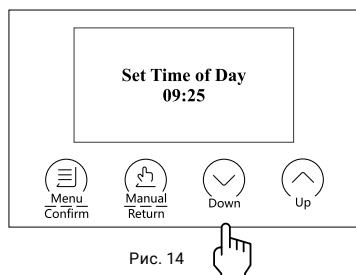 Set Time of Day
09:25
Menu
Confirm
Manual
Return
Down
Up
Рис. 14